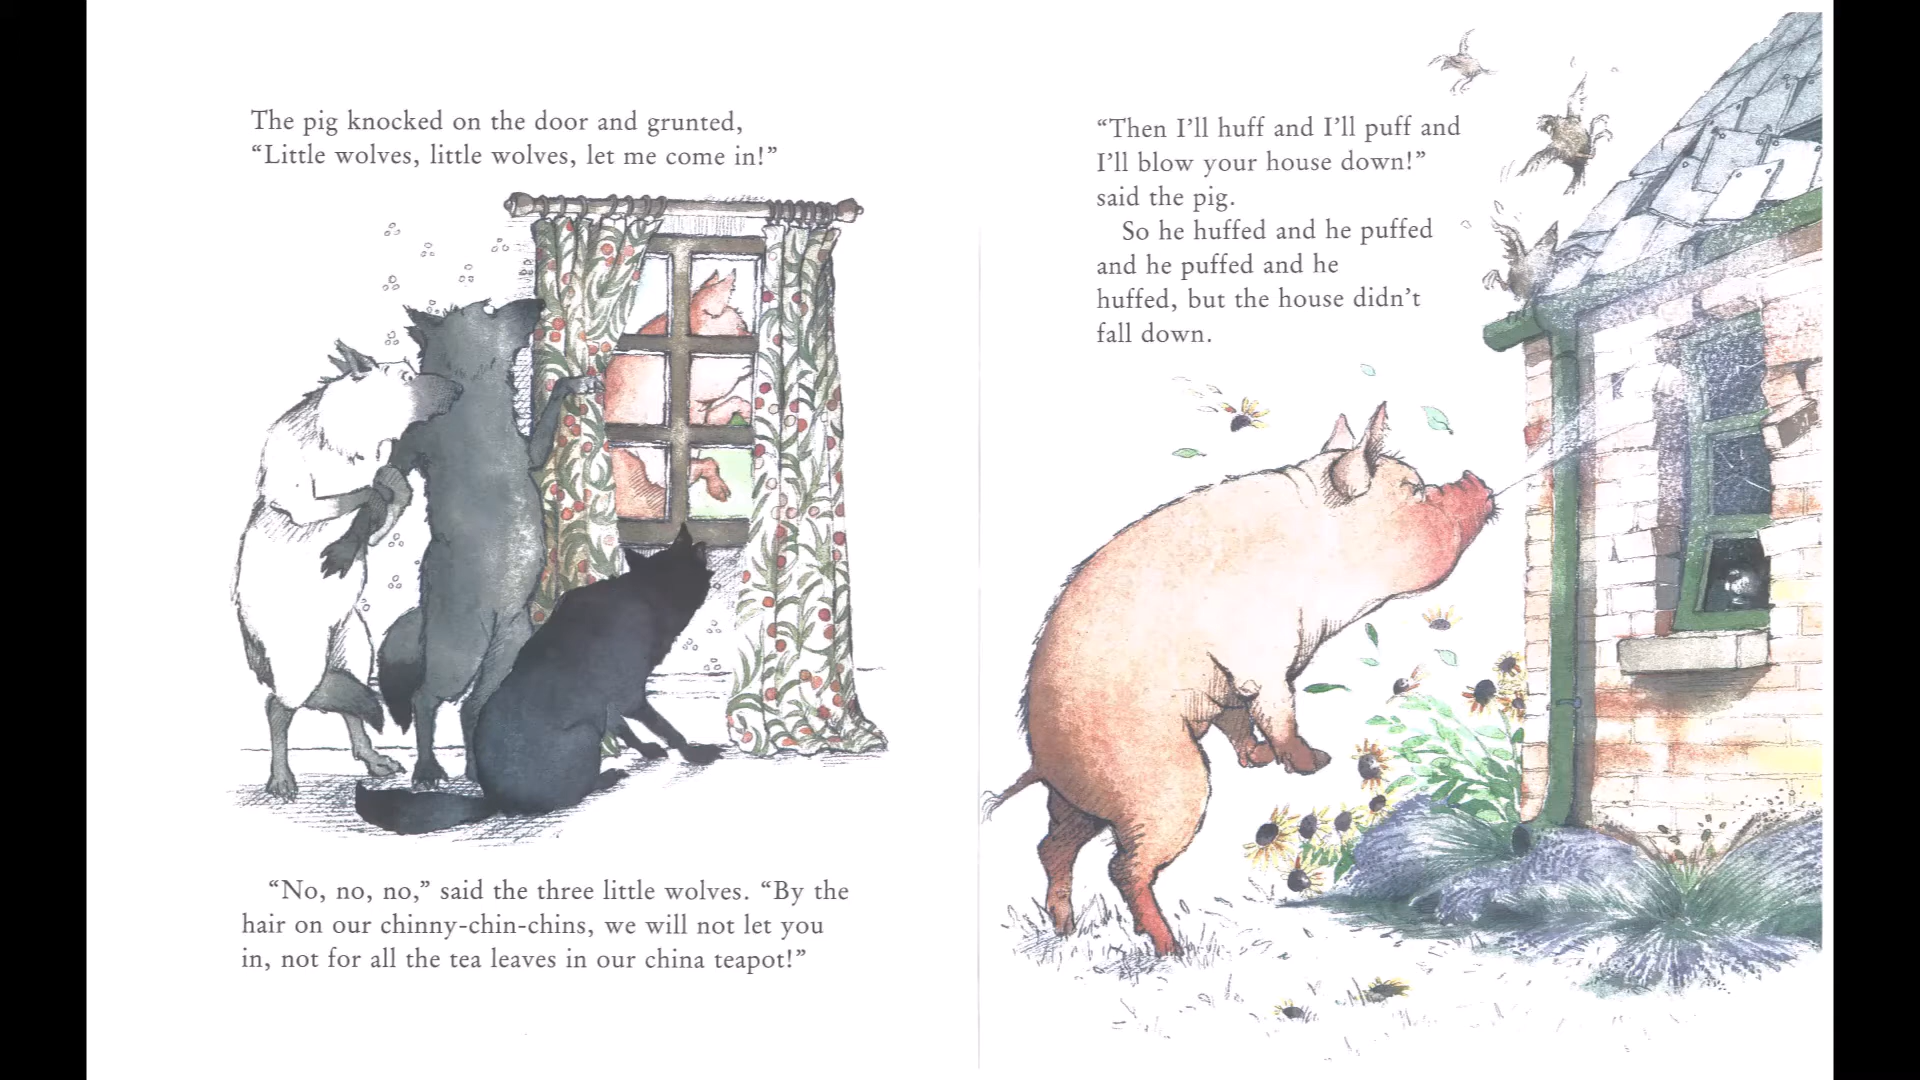 The pig knocked on the door and grunted,
“Little wolves, little wolves, let me come in!”
“No, no, no,” said the three little wolves. “By the
hair on our chinny-chin-chins, we will not let you
in, not for all the tea leaves in our china teapot!”
“Then I’ll huff and I’ll puff and
I’ll blow your house down!”
said the pig.
So he huffed and he puffed
and he puffed and he
huffed, but the house didn’t
fall down.